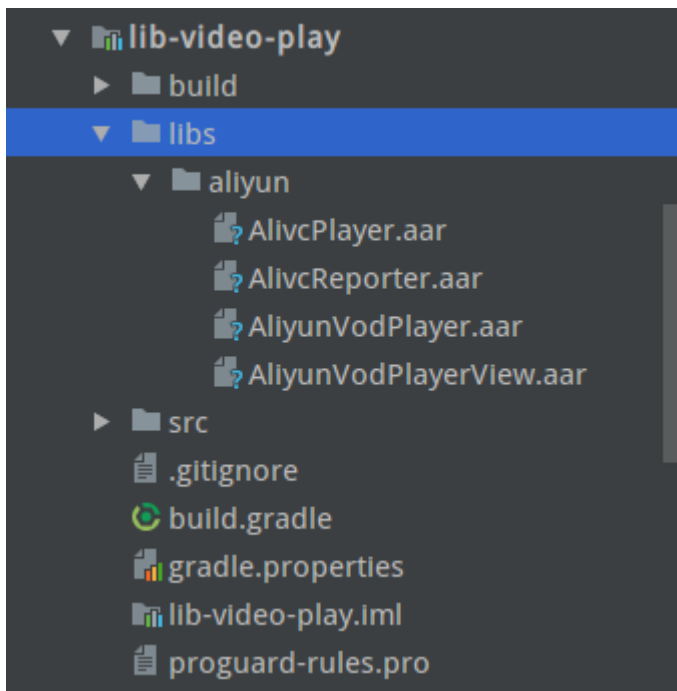 lib-video-play
build
libs
aliyun
AlivcPlayer.aar
AlivcReporter.aar
AliyunVodPlayer.aar
AliyunVodPlayerView.aar
src
.gitignore
build.gradle
gradle.properties
lib-video-play.iml
proguard-rules.pro